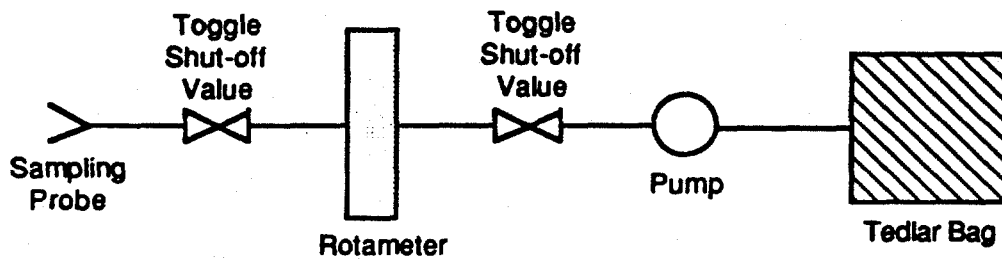 Toggle
Shut-off
Value
Toggle
Shut-off
Value
Sampling
Probe
Rotameter
Pump
Tedlar Bag